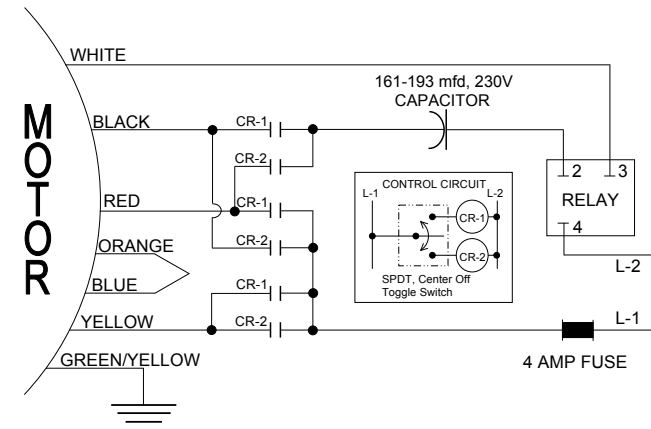 MOTOR
WHITE
161-193 mfd, 230V
CAPACITOR
BLACK
CR-1
CR-2
2
3
RELAY
4
L-2
RED
CR-1
CR-2
CONTROL CIRCUIT
L-1
L-2
CR-1
CR-2
SPDT, Center Off
Toggle Switch
ORANGE
BLUE
CR-1
YELLOW
CR-2
L-1
4 AMP FUSE
GREEN/YELLOW